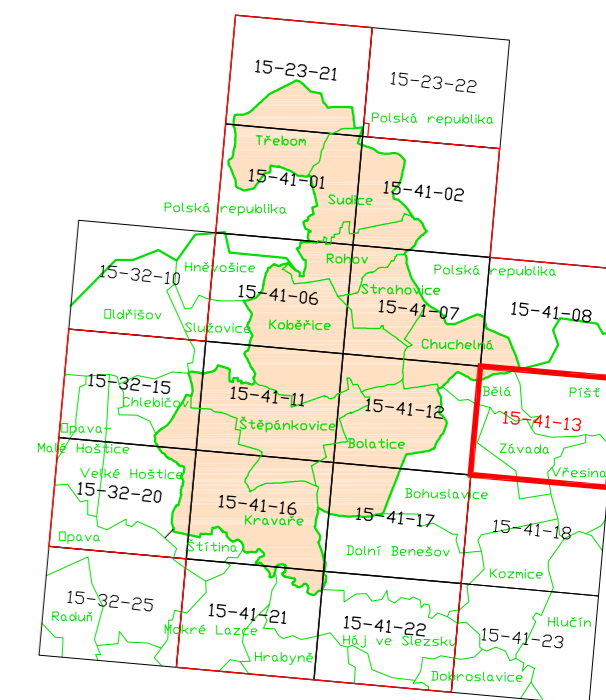 15-23-21
15-23-22
Polská republika
Třebom
15-41-01
15-41-02
Sudice
Polská republika
Rohov
Hněvošice
Polská republika
15-32-10
15-41-06
Strahovice
15-41-07
15-41-08
Oldřišov
Služovice
Kobeřice
Chuchelná
15-32-15
15-41-11
15-41-12
Bělá
Píšť
Chlebičov
15-41-13
Opava-
Malé Hoštice
Štěpánkovice
Bolatice
Závada
Velké Hoštice
Vřesina
15-32-20
15-41-16
Bohuslavice
Kravaře
15-41-17
15-41-18
Opava
Štítina
Dolní Benešov
Kozmice
15-32-25
15-41-21
15-41-22
15-41-23
Raduň
Mokré Lazce
Háj ve Slezsku
Hlučín
Hrabyně
Dobroslavice